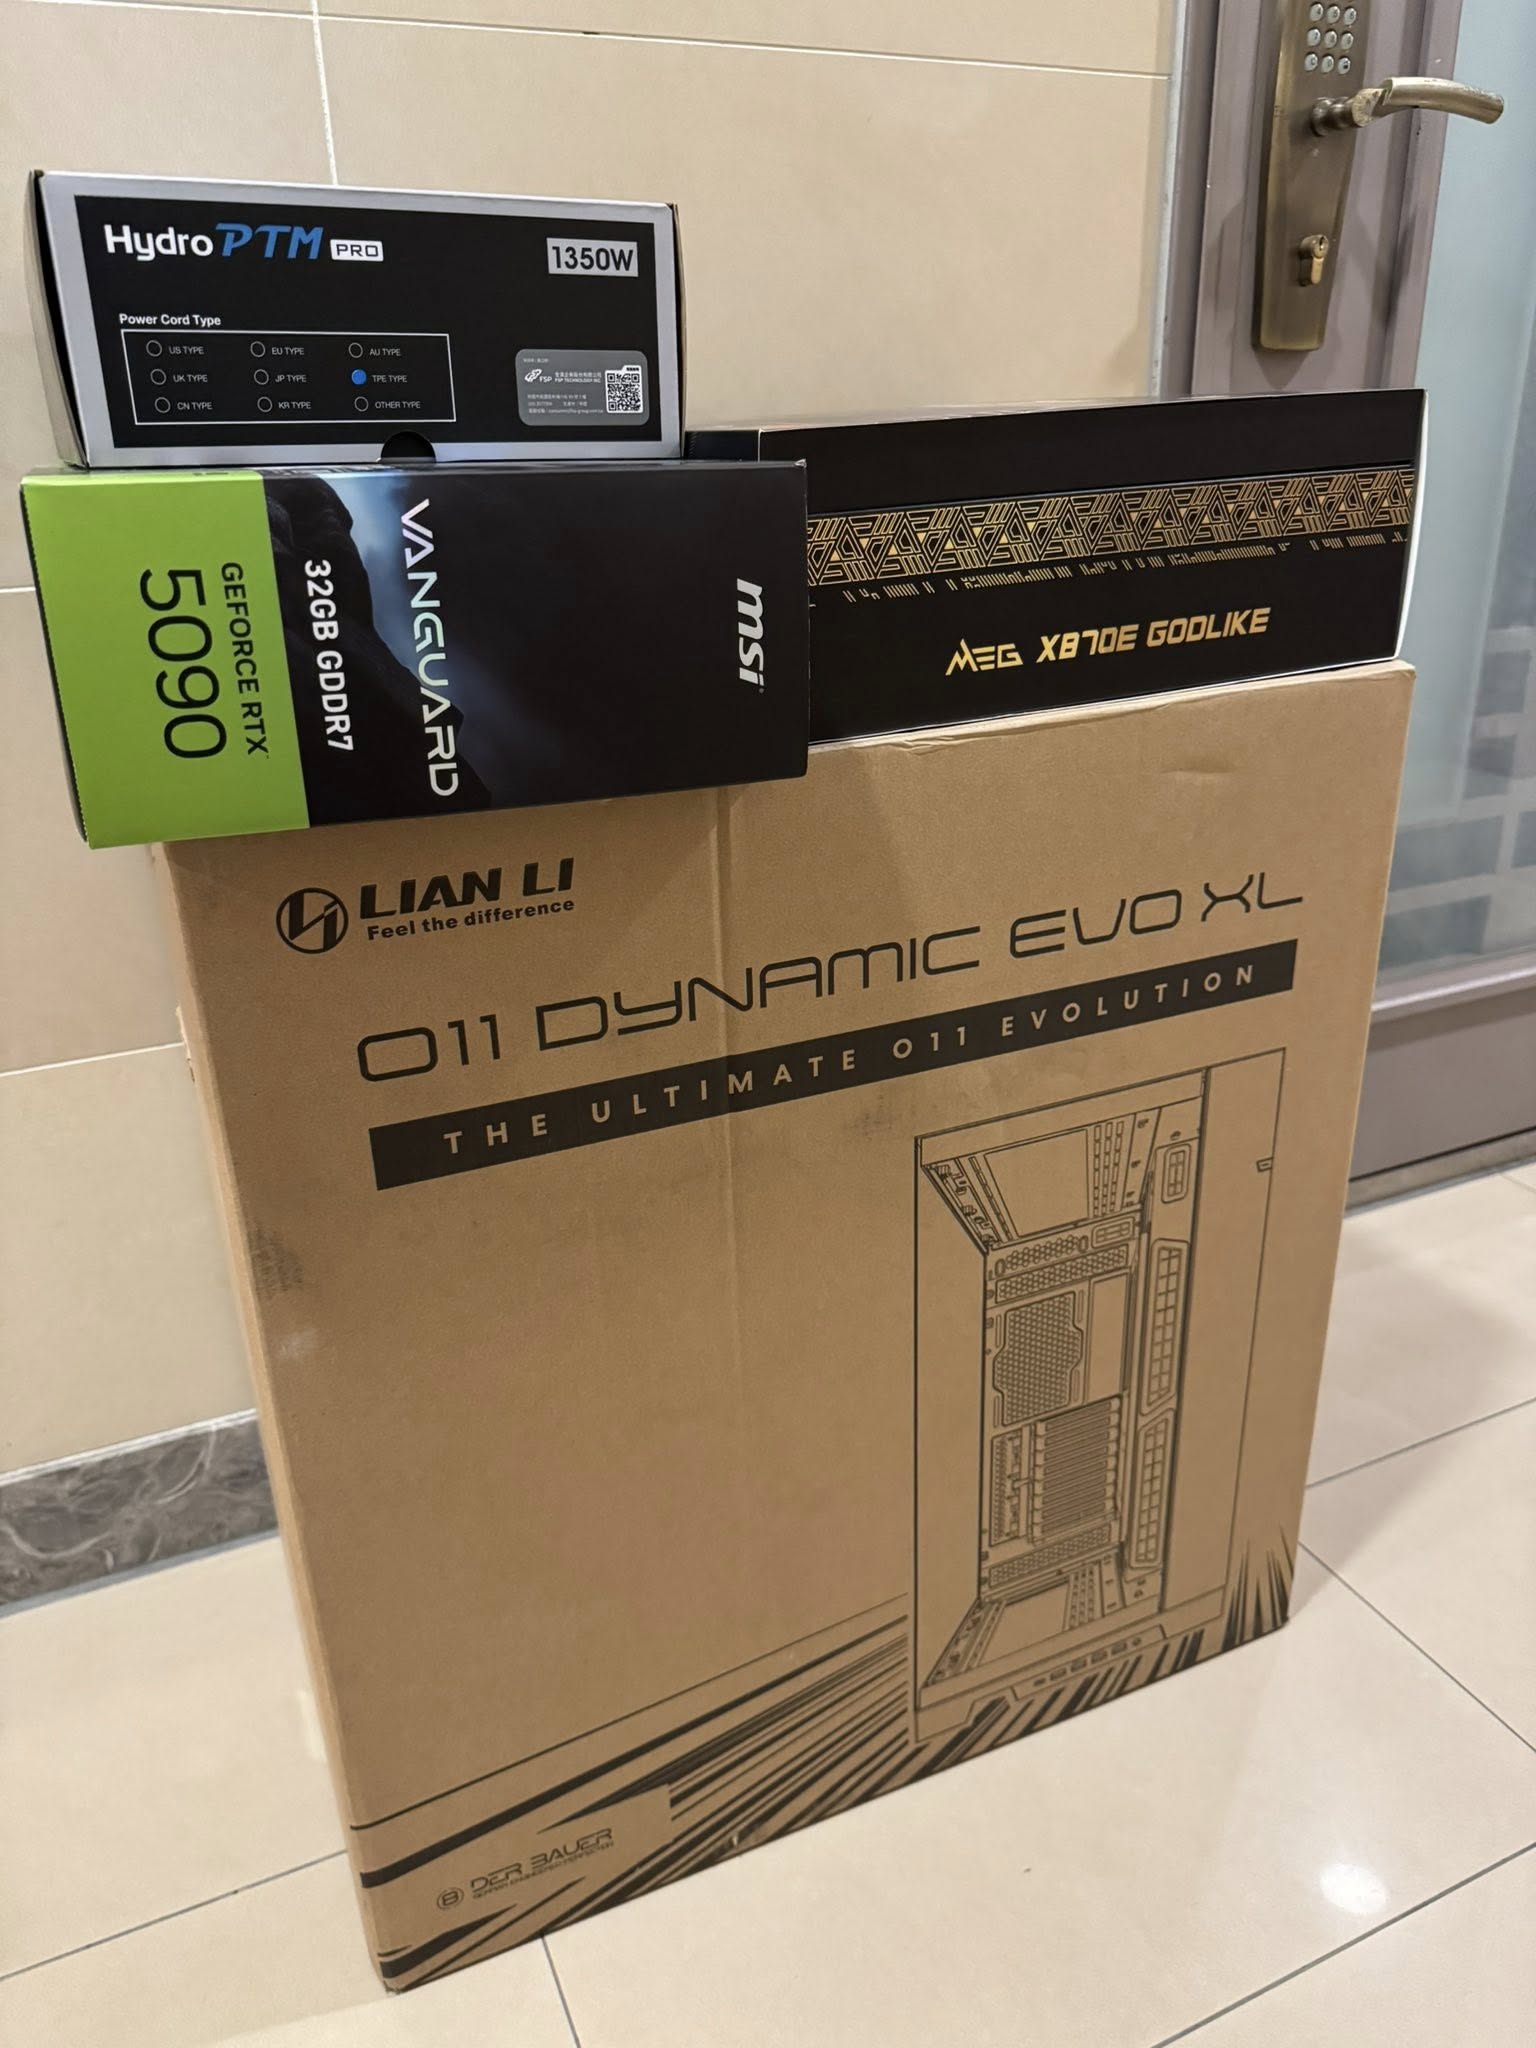 Hydro PTM PRO
1350W
Power Cord Type
US TYPE
EU TYPE
AU TYPE
UK TYPE
JP TYPE
TPE TYPE
CN TYPE
KR TYPE
OTHER TYPE
FSP
FSP TECHNOLOGY INC.
GEFORCE RTX
5090
32GB GDDR7
VANGUARD
msi
MEG X870E GODLIKE
LIAN LI
Feel the difference
O11 DYNAMIC EVO XL
THE ULTIMATE O11 EVOLUTION
DER BAUER